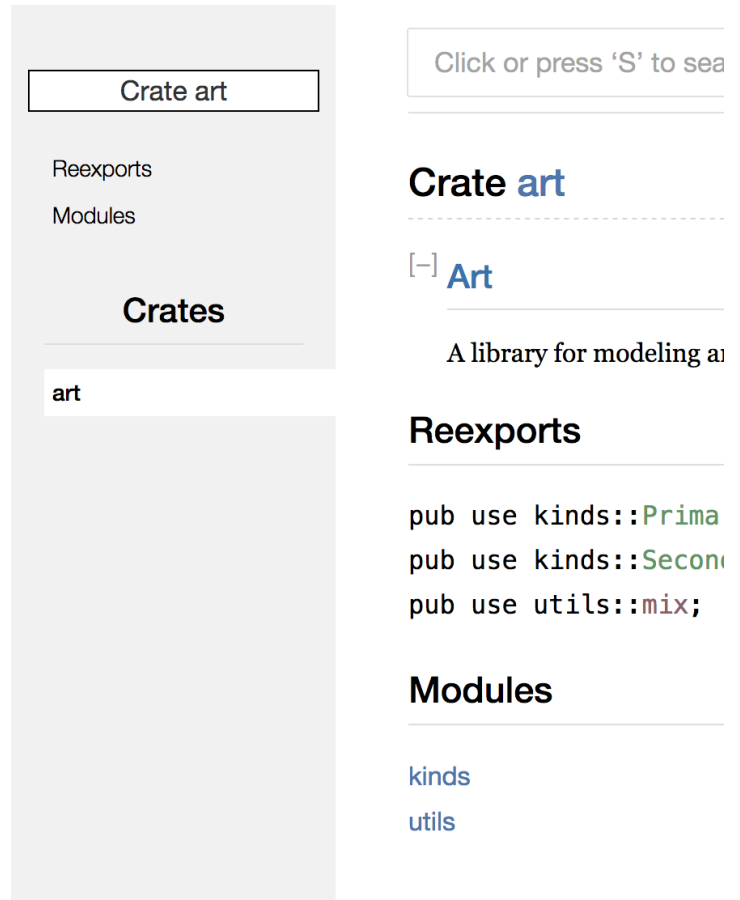 Crate art
Reexports
Modules
Crates
art
Click or press ‘S’ to sea
Crate art
[−] Art
A library for modeling
Reexports
pub use kinds::Prima
pub use kinds::Secon
pub use utils::mix;
Modules
kinds
utils